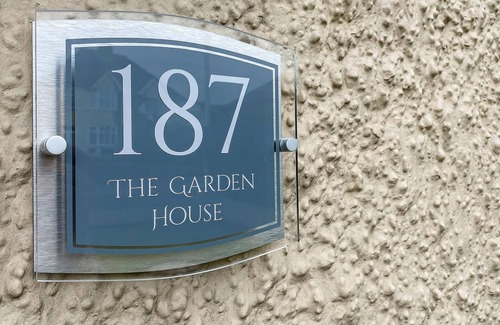 187
The Garden
House